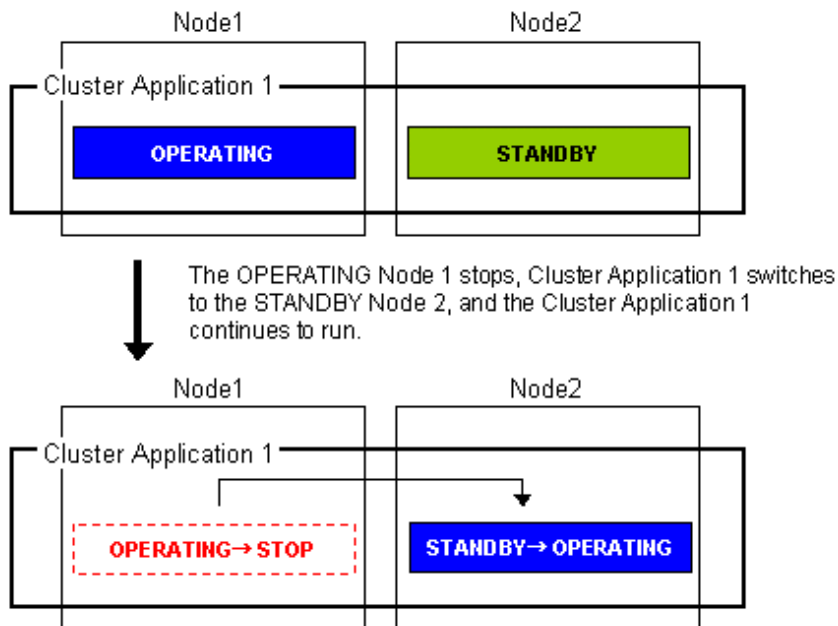 Node1
Node2
Cluster Application 1
OPERATING
STANDBY
The OPERATING Node 1 stops, Cluster Application 1 switches
to the STANDBY Node 2, and the Cluster Application 1
continues to run.
Node1
Node2
Cluster Application 1
OPERATING→STOP
STANDBY→OPERATING